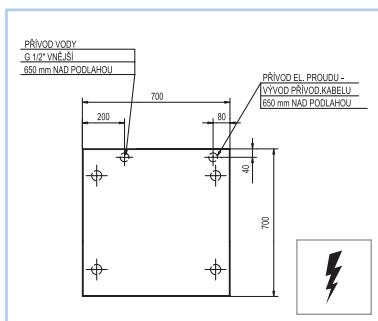 PŘÍVOD VODY
G 1/2" VNĚJŠÍ
650 mm NAD PODLAHOU
PŘÍVOD EL. PROUDU -
VÝVOD PŘÍVOD.KABELU
650 mm NAD PODLAHOU
700
200
80
40
700